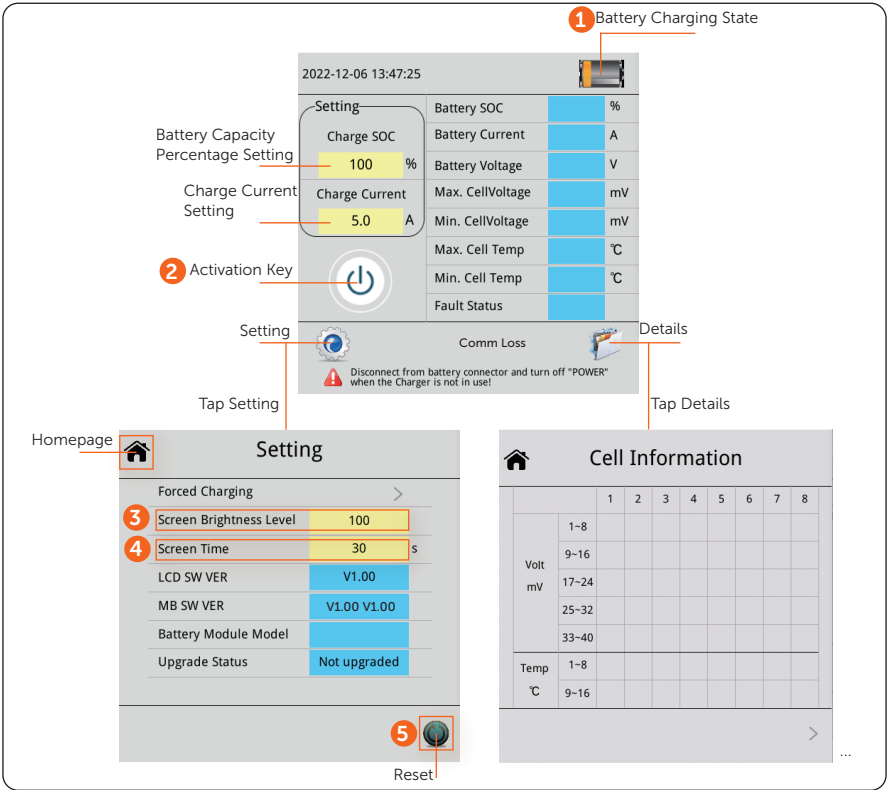 1 Battery Charging State
2022-12-06 13:47:25
Setting
Charge SOC
100 %
Charge Current
5.0 A
Battery Capacity
Percentage Setting
Charge Current
Setting
2 Activation Key
Battery SOC %
Battery Current A
Battery Voltage V
Max. CellVoltage mV
Min. CellVoltage mV
Max. Cell Temp ℃
Min. Cell Temp ℃
Fault Status
Setting
Comm Loss
Details
Disconnect from battery connector and turn off "POWER"
when the Charger is not in use!
Tap Setting
Tap Details
Homepage
Setting
Forced Charging >
3 Screen Brightness Level 100
4 Screen Time 30 s
LCD SW VER V1.00
MB SW VER V1.00 V1.00
Battery Module Model
Upgrade Status Not upgraded
5
Reset
Cell Information
1 2 3 4 5 6 7 8
Volt
mV
1~8
9~16
17~24
25~32
33~40
Temp
℃
1~8
9~16
>
...